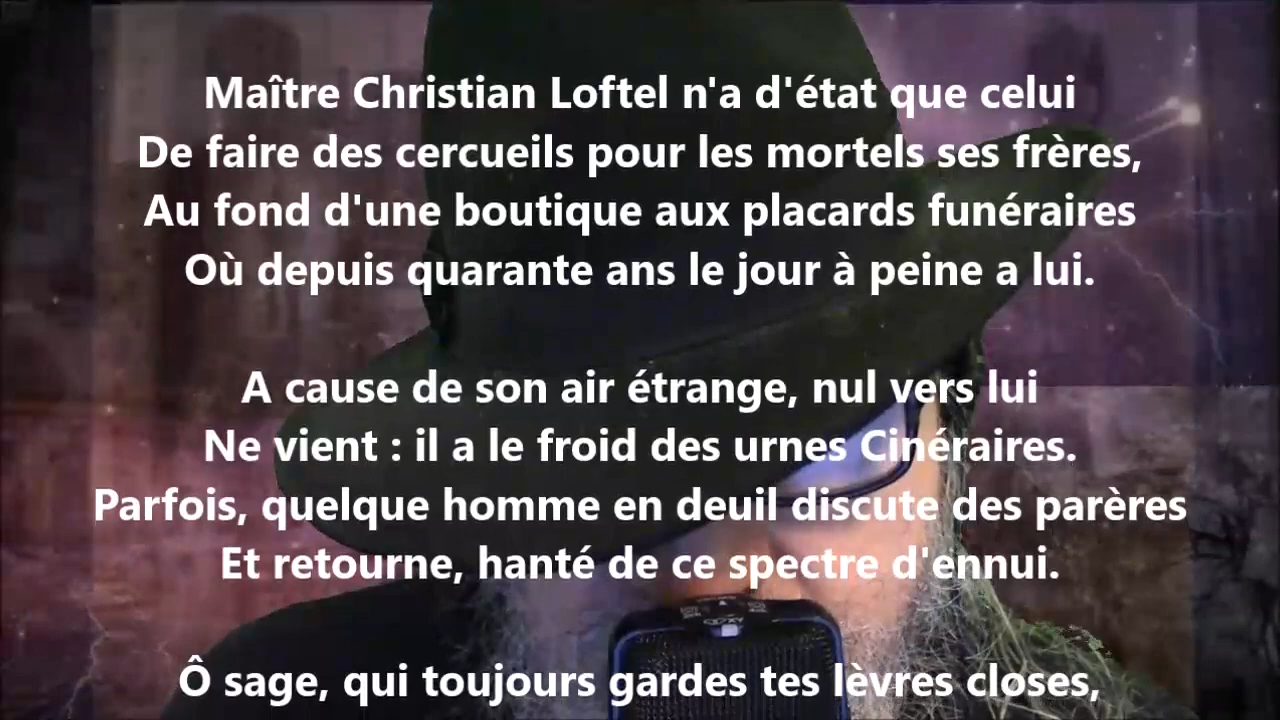 Maître Christian Loftel n'a d'état que celui
De faire des cercueils pour les mortels ses frères,
Au fond d'une boutique aux placards funéraires
Où depuis quarante ans le jour à peine a lui.
A cause de son air étrange, nul vers lui
Ne vient : il a le froid des urnes Cinéraires.
Parfois, quelque homme en deuil discute des parères
Et retourne, hanté de ce spectre d'ennui.
Ô sage, qui toujours gardes tes lèvres closes,